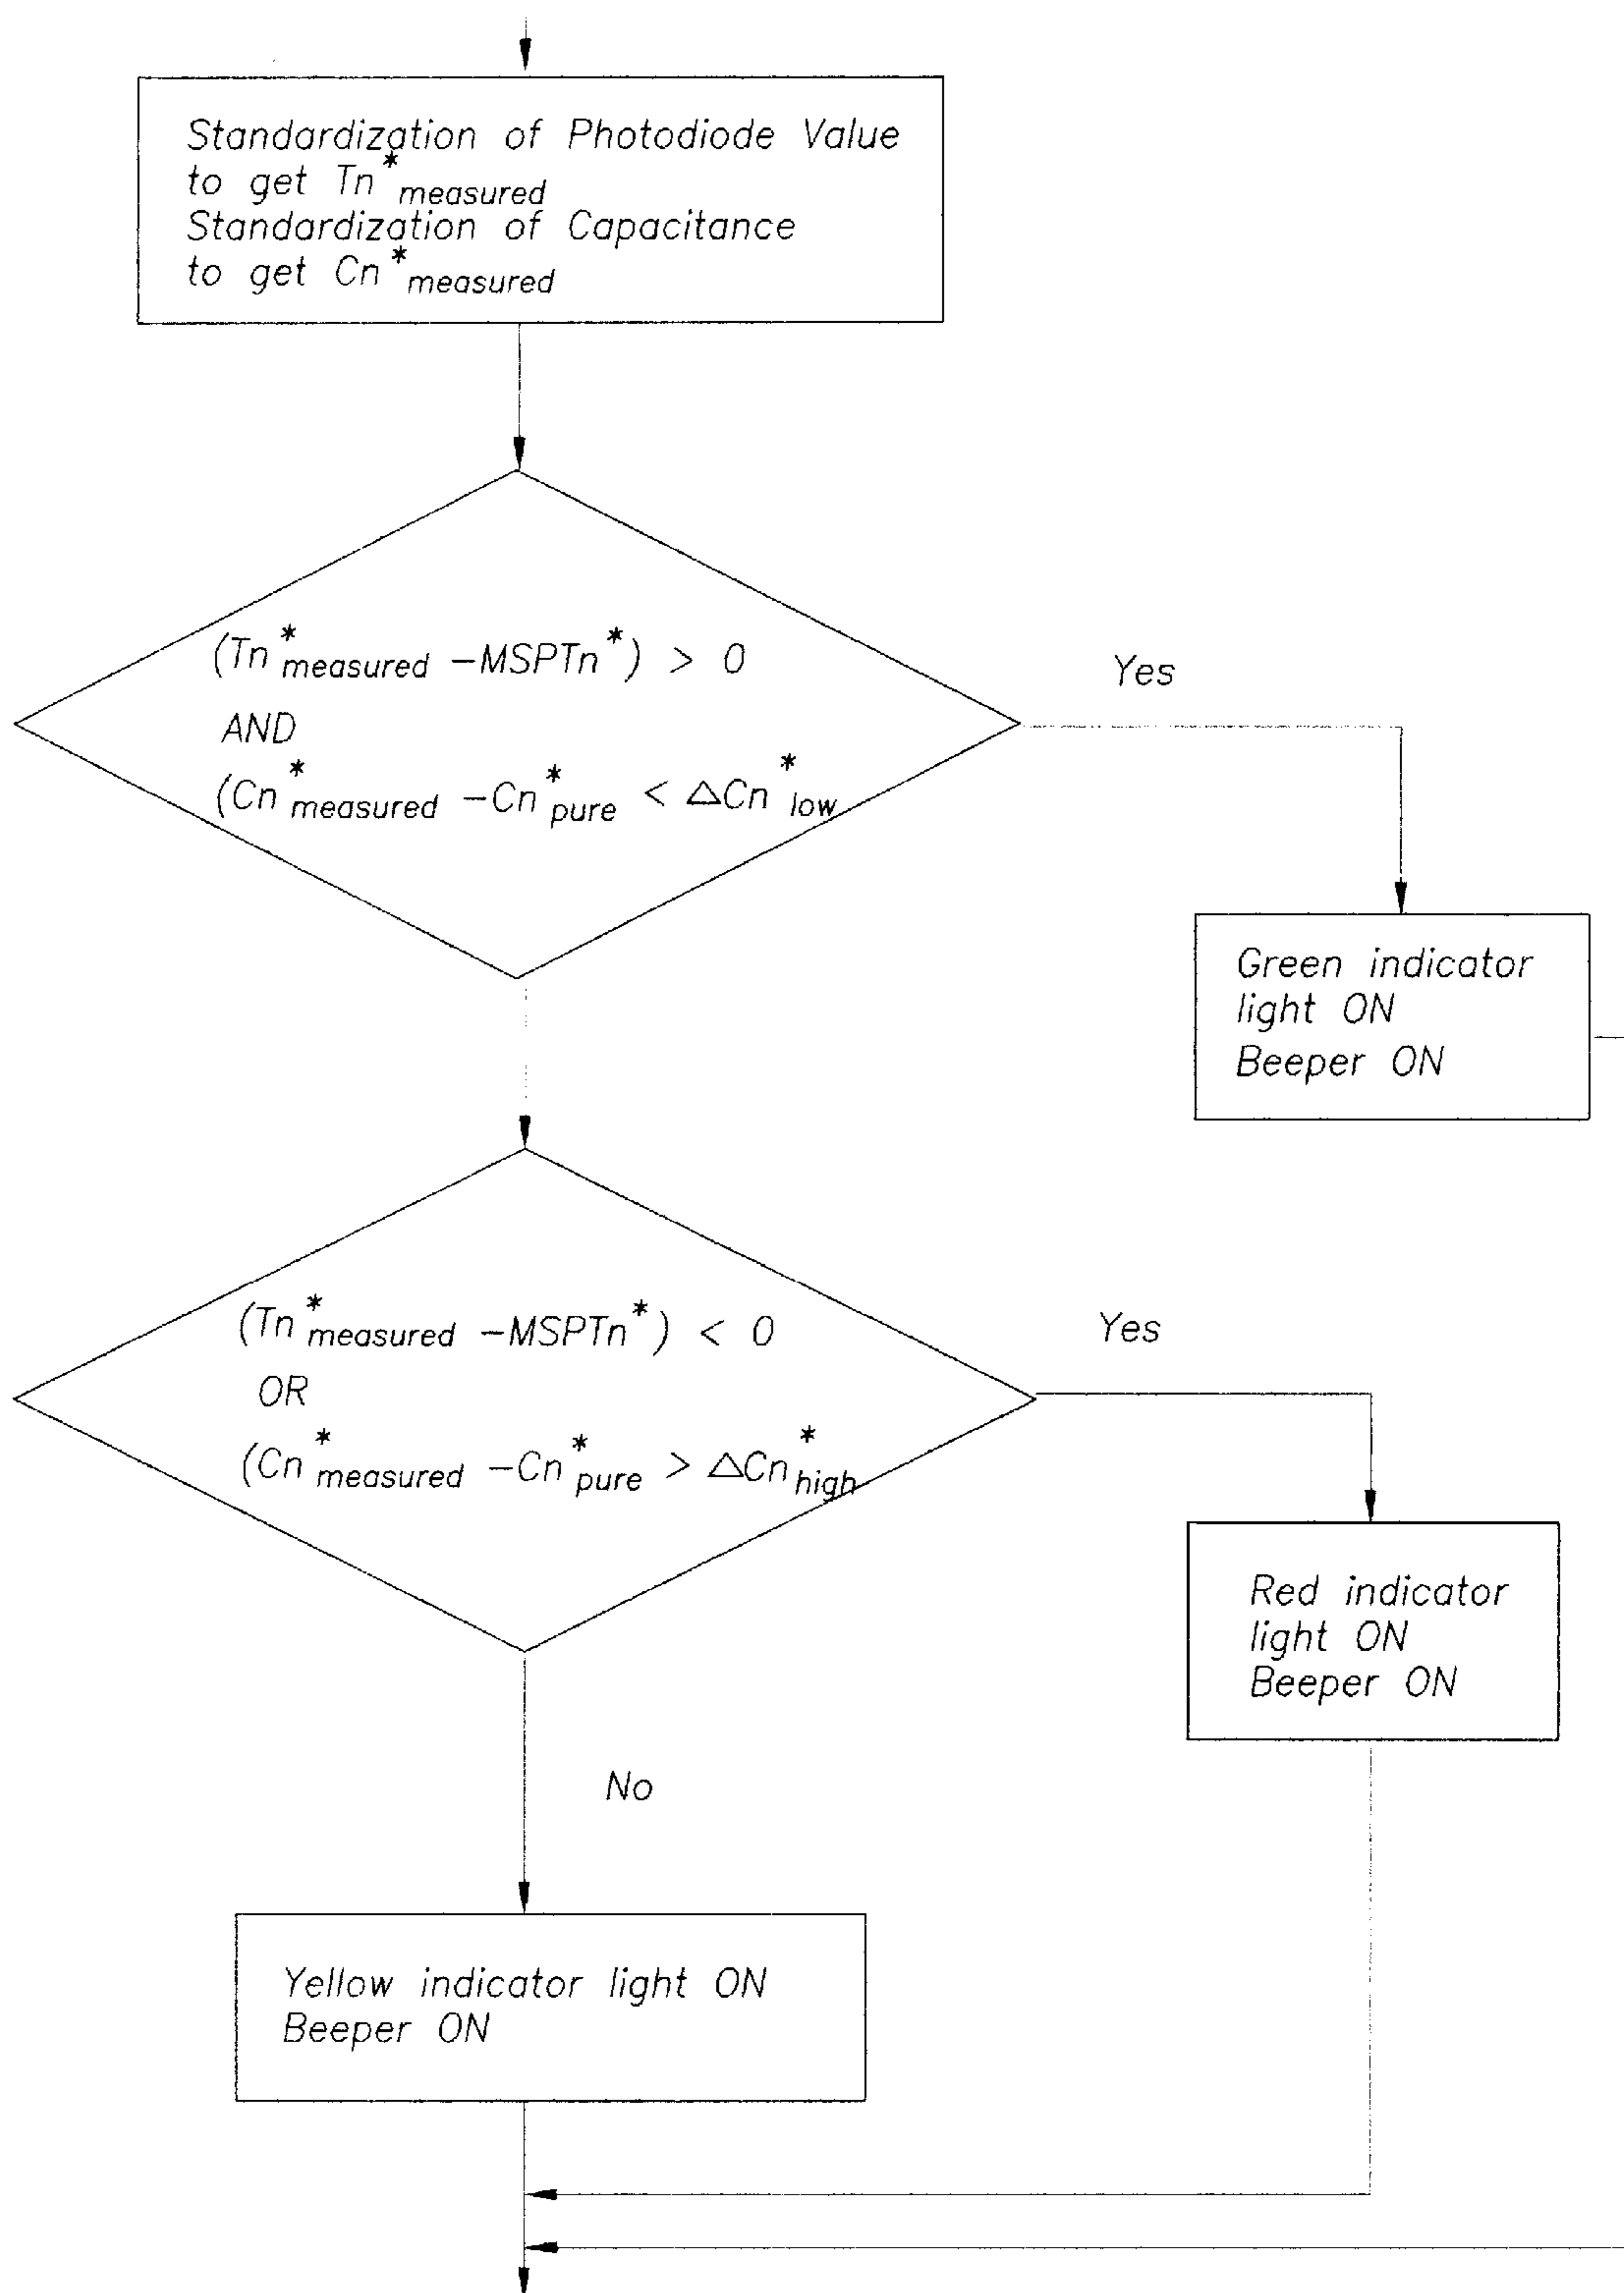 Standardization of Photodiode Value
to get Tn*measured
Standardization of Capacitance
to get Cn*measured
(Tn*measured -MSPTn*) > 0
AND
(Cn*measured -Cn*pure < △Cn*low
Yes
Green indicator
light ON
Beeper ON
(Tn*measured -MSPTn*) < 0
OR
(Cn*measured -Cn*pure > △Cn*high
Yes
Red indicator
light ON
Beeper ON
No
Yellow indicator light ON
Beeper ON